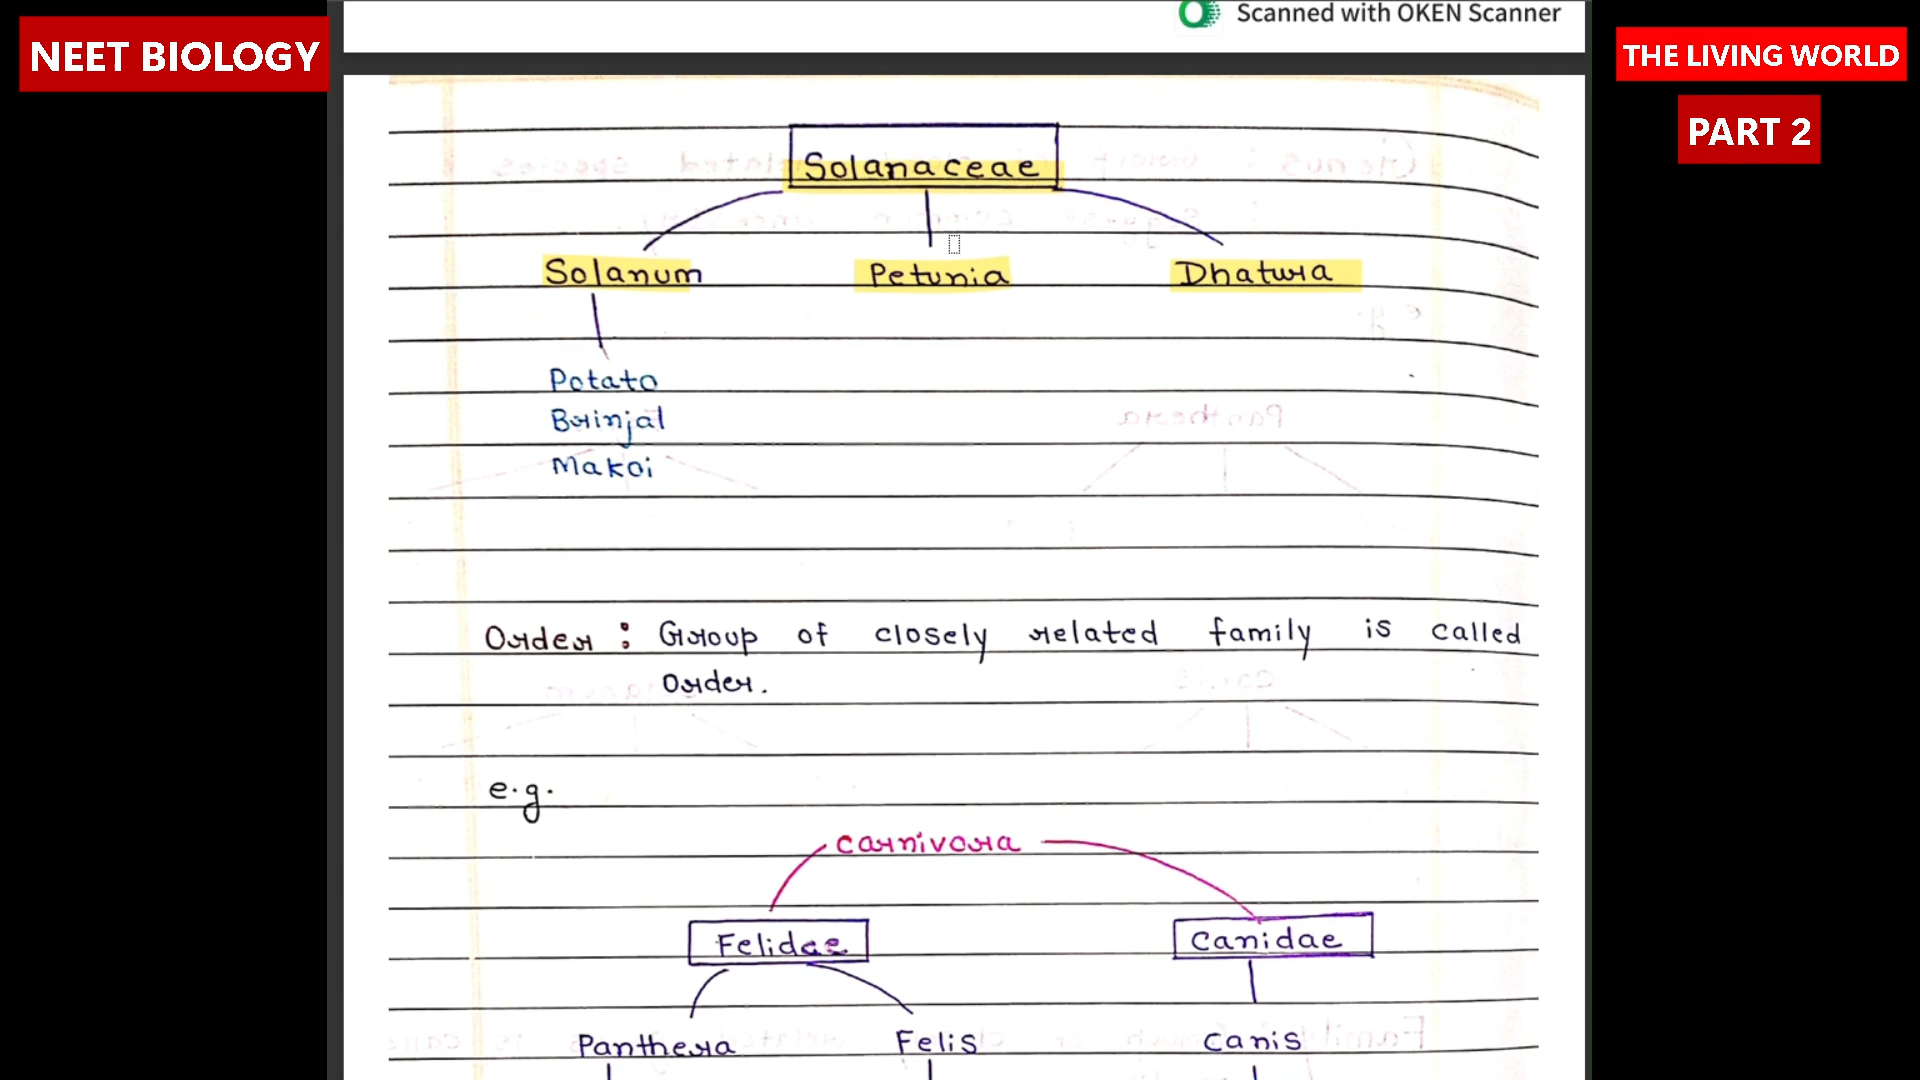 Scanned with OKEN Scanner
NEET BIOLOGY
THE LIVING WORLD
PART 2
Solanaceae
Solanum Petunia Dhatura
Potato
Brinjal
Makoi
Order : Group of closely related family is called
Order.
e.g.
Carnivora
Felidae Canidae
Panthera Felis Canis